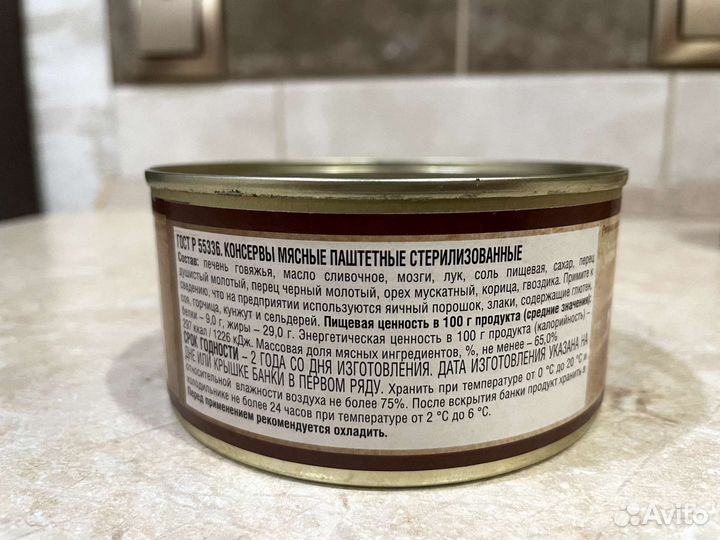 ГОСТ Р 55336. КОНСЕРВЫ МЯСНЫЕ ПАШТЕТНЫЕ СТЕРИЛИЗОВАННЫЕ
Состав: печень говяжья, масло сливочное, мозги, лук, соль пищевая, сахар, перец
душистый молотый, перец черный молотый, орех мускатный, корица, гвоздика. Примите к
сведению, что на предприятии используются яичный порошок, злаки, содержащие глютен,
соя, горчица, кунжут и сельдерей. Пищевая ценность в 100 г продукта (средние значения):
белки – 9,0 г, жиры – 29,0 г. Энергетическая ценность в 100 г продукта (калорийность) –
297 ккал / 1226 кДж. Массовая доля мясных ингредиентов, %, не менее – 65,0%
СРОК ГОДНОСТИ – 2 ГОДА СО ДНЯ ИЗГОТОВЛЕНИЯ. ДАТА ИЗГОТОВЛЕНИЯ УКАЗАНА НА
ДНЕ ИЛИ КРЫШКЕ БАНКИ В ПЕРВОМ РЯДУ. Хранить при температуре от 0 °C до 20 °C и
относительной влажности воздуха не более 75%. После вскрытия банки продукт хранить в
холодильнике не более 24 часов при температуре от 2 °C до 6 °C.
Перед применением рекомендуется охладить.
Avito